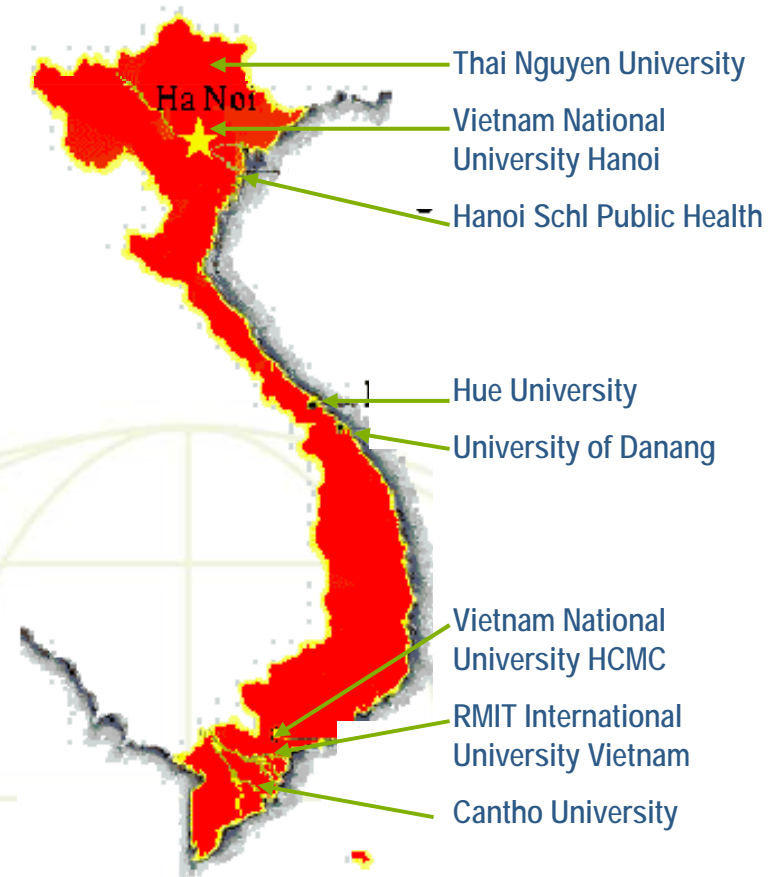 Thai Nguyen University
Ha Noi
Vietnam National
University Hanoi
Hanoi Schl Public Health
Hue University
University of Danang
Vietnam National
University HCMC
RMIT International
University Vietnam
Cantho University